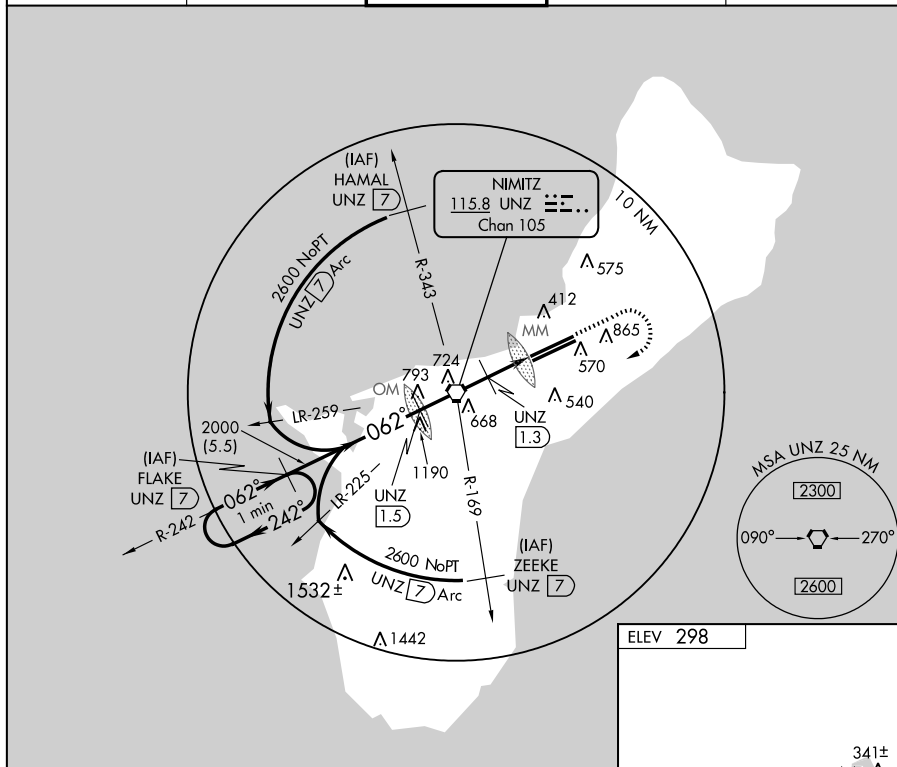 (IAF)
HAMAL
UNZ 7
NIMITZ
115.8 UNZ
Chan 105
10 NM
2600 NoPT
UNZ 7 Arc
R-343
575
412
MM
865
570
724
793
OM
540
668
LR-259
062°
UNZ
1.3
2000
(5.5)
1190
(IAF)
FLAKE
UNZ 7
062°
1 min
242°
R-242
LR-225
UNZ
1.5
R-169
MSA UNZ 25 NM
2300
090°
270°
2600
(IAF)
ZEEKE
UNZ 7
2600 NoPT
UNZ 7 Arc
1532±
1442
ELEV 298
341±